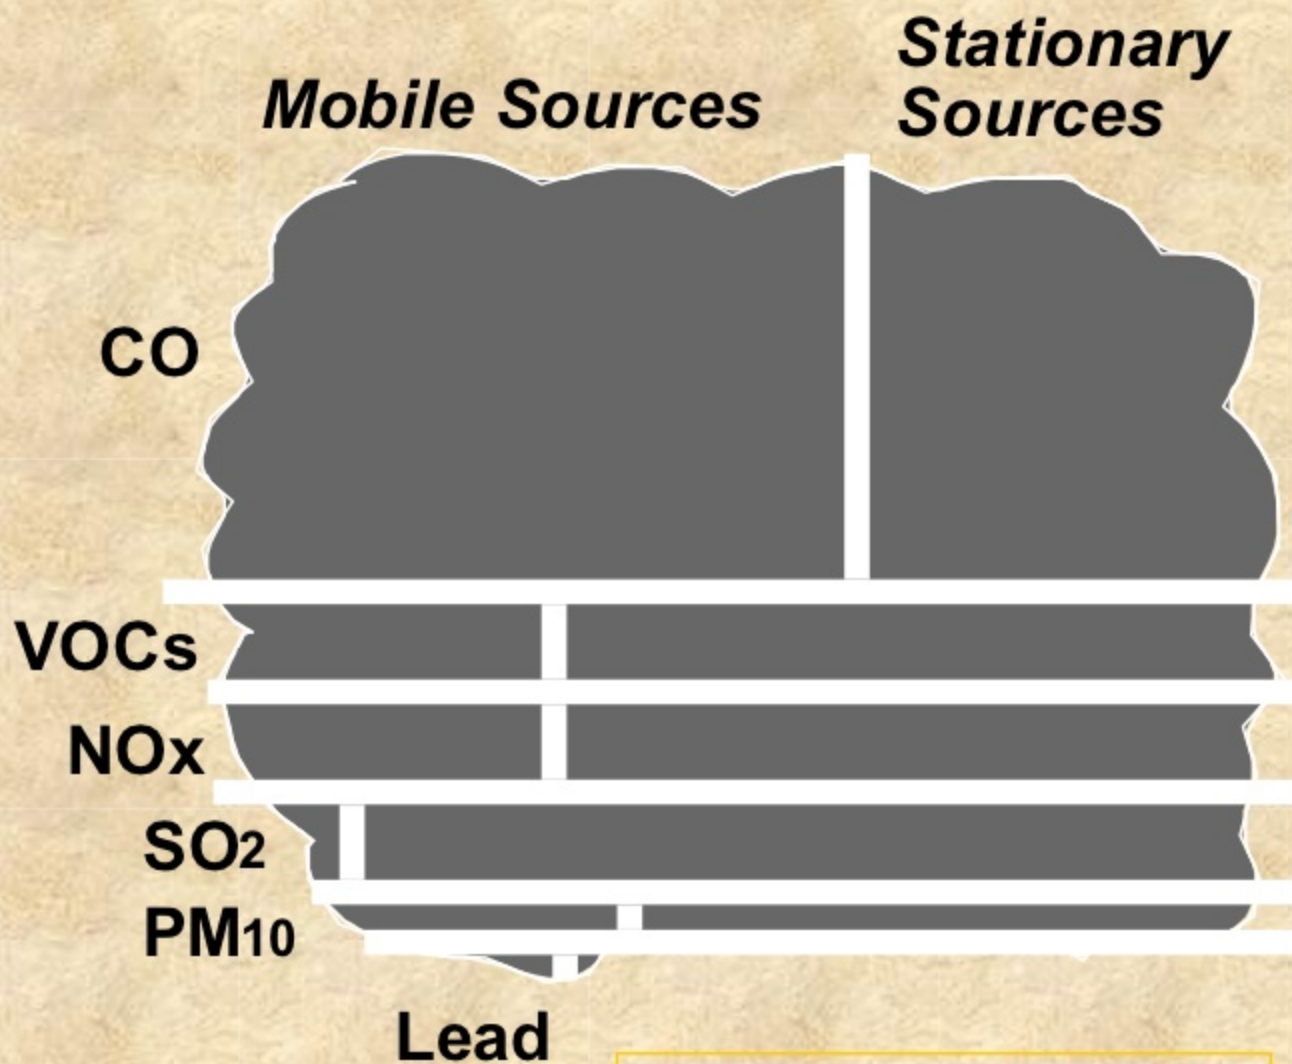 Mobile Sources
Stationary
Sources
CO
VOCs
NOx
SO2
PM10
Lead